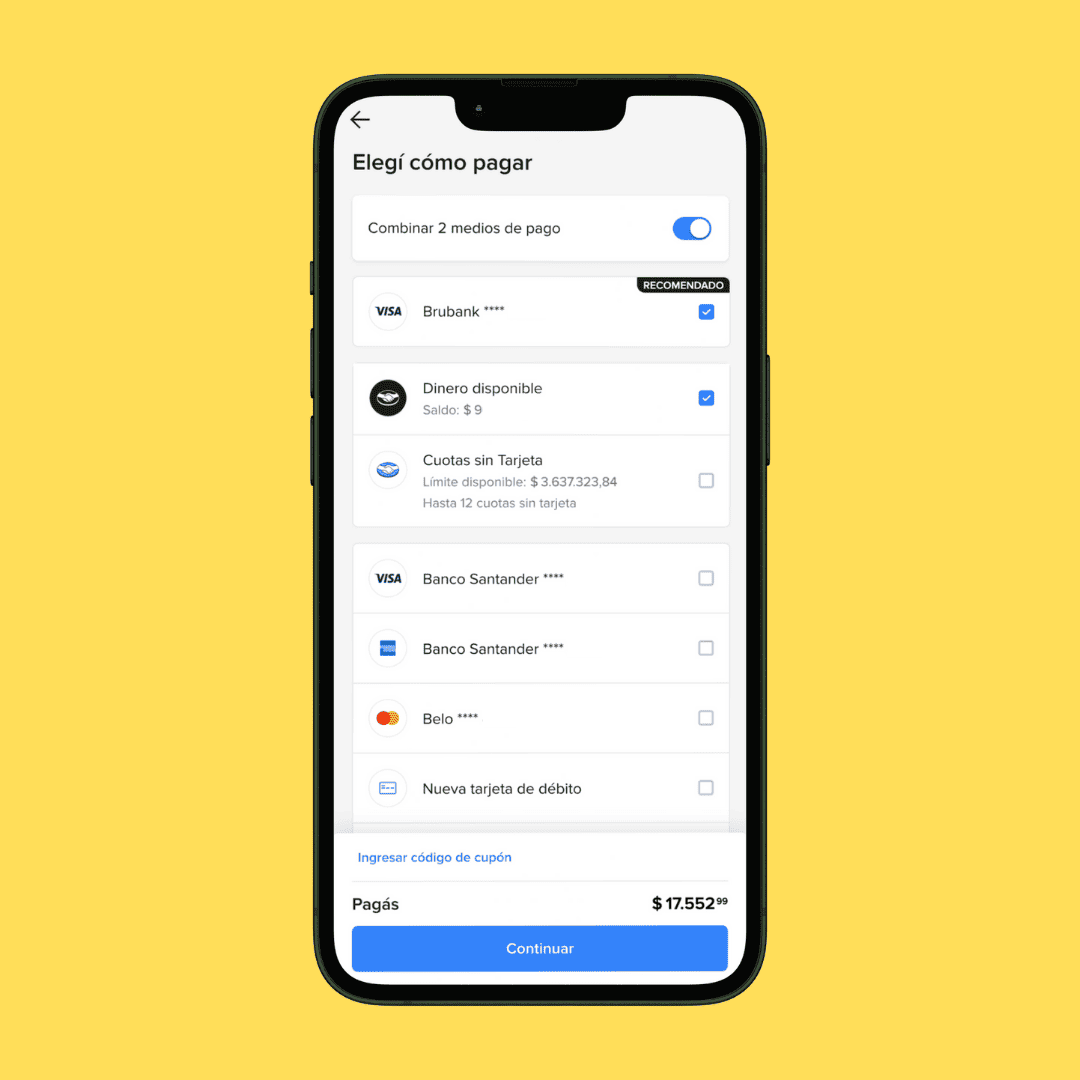 Elegí cómo pagar
Combinar 2 medios de pago
RECOMENDADO
VISA
Brubank ****
Dinero disponible
Saldo: $ 9
Cuotas sin Tarjeta
Límite disponible: $ 3.637.323,84
Hasta 12 cuotas sin tarjeta
VISA
Banco Santander ****
Banco Santander ****
Belo ****
Nueva tarjeta de débito
Ingresar código de cupón
Pagás
$ 17.552⁹⁹
Continuar